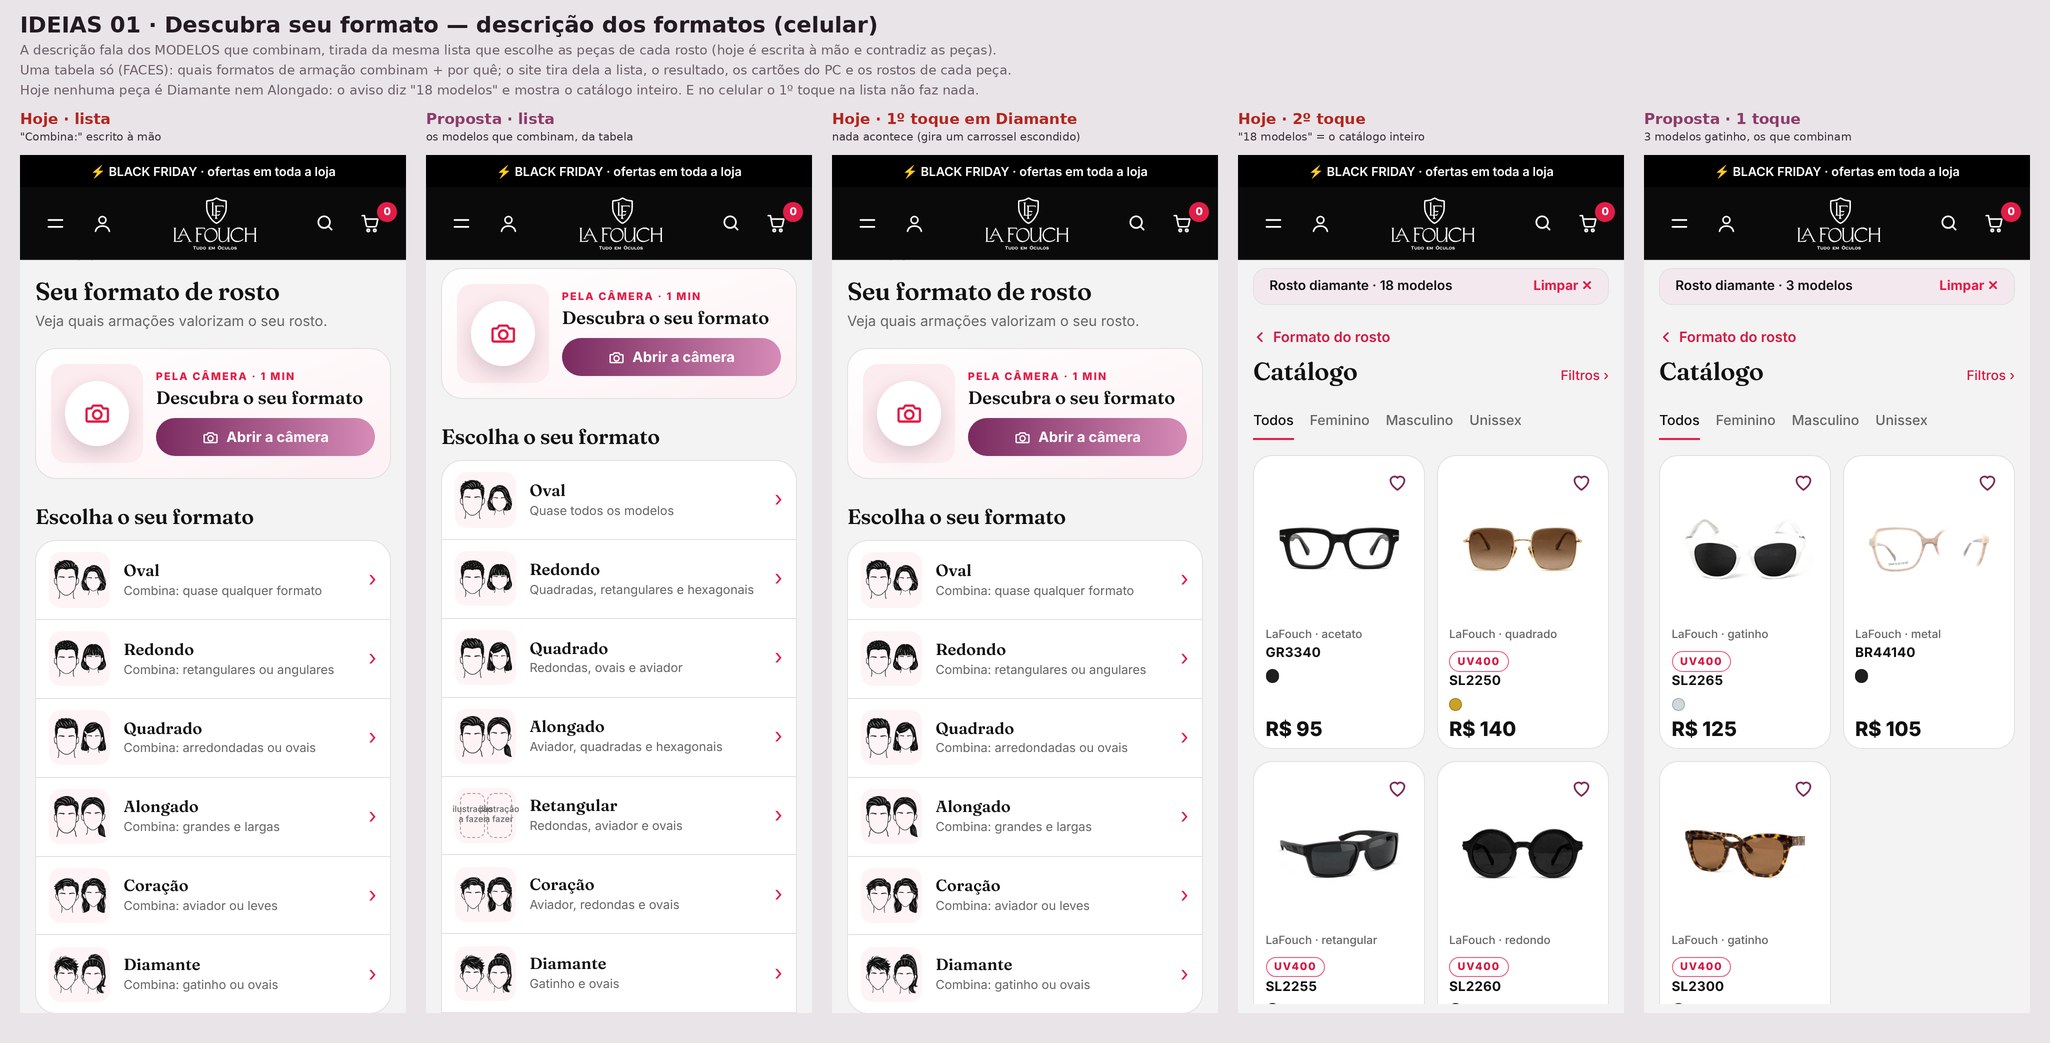 IDEIAS 01 · Descubra seu formato — descrição dos formatos (celular)
A descrição fala dos MODELOS que combinam, tirada da mesma lista que escolhe as peças de cada rosto (hoje é escrita à mão e contradiz as peças).
Uma tabela só (FACES): quais formatos de armação combinam + por quê; o site tira dela a lista, o resultado, os cartões do PC e os rostos de cada peça.
Hoje nenhuma peça é Diamante nem Alongado: o aviso diz "18 modelos" e mostra o catálogo inteiro. E no celular o 1º toque na lista não faz nada.
Hoje · lista
"Combina:" escrito à mão
⚡ BLACK FRIDAY · ofertas em toda a loja
LA FOUCH
TUDO EM ÓCULOS
0
Seu formato de rosto
Veja quais armações valorizam o seu rosto.
PELA CÂMERA · 1 MIN
Descubra o seu formato
Abrir a câmera
Escolha o seu formato
Oval
Combina: quase qualquer formato
Redondo
Combina: retangulares ou angulares
Quadrado
Combina: arredondadas ou ovais
Alongado
Combina: grandes e largas
Coração
Combina: aviador ou leves
Diamante
Combina: gatinho ou ovais
Proposta · lista
os modelos que combinam, da tabela
⚡ BLACK FRIDAY · ofertas em toda a loja
LA FOUCH
TUDO EM ÓCULOS
0
PELA CÂMERA · 1 MIN
Descubra o seu formato
Abrir a câmera
Escolha o seu formato
Oval
Quase todos os modelos
Redondo
Quadradas, retangulares e hexagonais
Quadrado
Redondas, ovais e aviador
Alongado
Aviador, quadradas e hexagonais
Retangular
Redondas, aviador e ovais
Coração
Aviador, redondas e ovais
Diamante
Gatinho e ovais
Hoje · 1º toque em Diamante
nada acontece (gira um carrossel escondido)
⚡ BLACK FRIDAY · ofertas em toda a loja
LA FOUCH
TUDO EM ÓCULOS
0
Seu formato de rosto
Veja quais armações valorizam o seu rosto.
PELA CÂMERA · 1 MIN
Descubra o seu formato
Abrir a câmera
Escolha o seu formato
Oval
Combina: quase qualquer formato
Redondo
Combina: retangulares ou angulares
Quadrado
Combina: arredondadas ou ovais
Alongado
Combina: grandes e largas
Coração
Combina: aviador ou leves
Diamante
Combina: gatinho ou ovais
Hoje · 2º toque
"18 modelos" = o catálogo inteiro
⚡ BLACK FRIDAY · ofertas em toda a loja
LA FOUCH
TUDO EM ÓCULOS
0
Rosto diamante · 18 modelos Limpar ✕
‹ Formato do rosto
Catálogo Filtros ›
Todos Feminino Masculino Unissex
LaFouch · acetato
GR3340
R$ 95
LaFouch · quadrado
UV400
SL2250
R$ 140
LaFouch · retangular
UV400
SL2255
LaFouch · redondo
UV400
SL2260
Proposta · 1 toque
3 modelos gatinho, os que combinam
⚡ BLACK FRIDAY · ofertas em toda a loja
LA FOUCH
TUDO EM ÓCULOS
0
Rosto diamante · 3 modelos Limpar ✕
‹ Formato do rosto
Catálogo Filtros ›
Todos Feminino Masculino Unissex
LaFouch · gatinho
UV400
SL2265
R$ 125
LaFouch · metal
BR44140
R$ 105
LaFouch · gatinho
UV400
SL2300